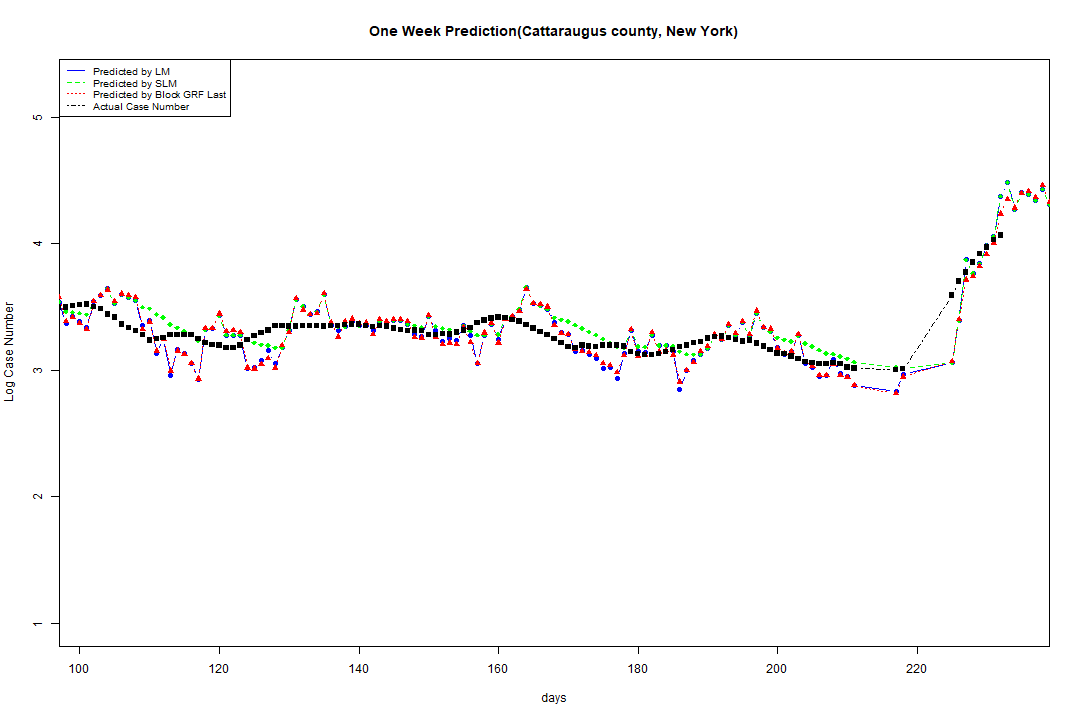 One Week Prediction(Cattaraugus county, New York)
Predicted by LM
Predicted by SLM
Predicted by Block GRF Last
Actual Case Number
5
4
3
2
1
Log Case Number
100 120 140 160 180 200 220
days